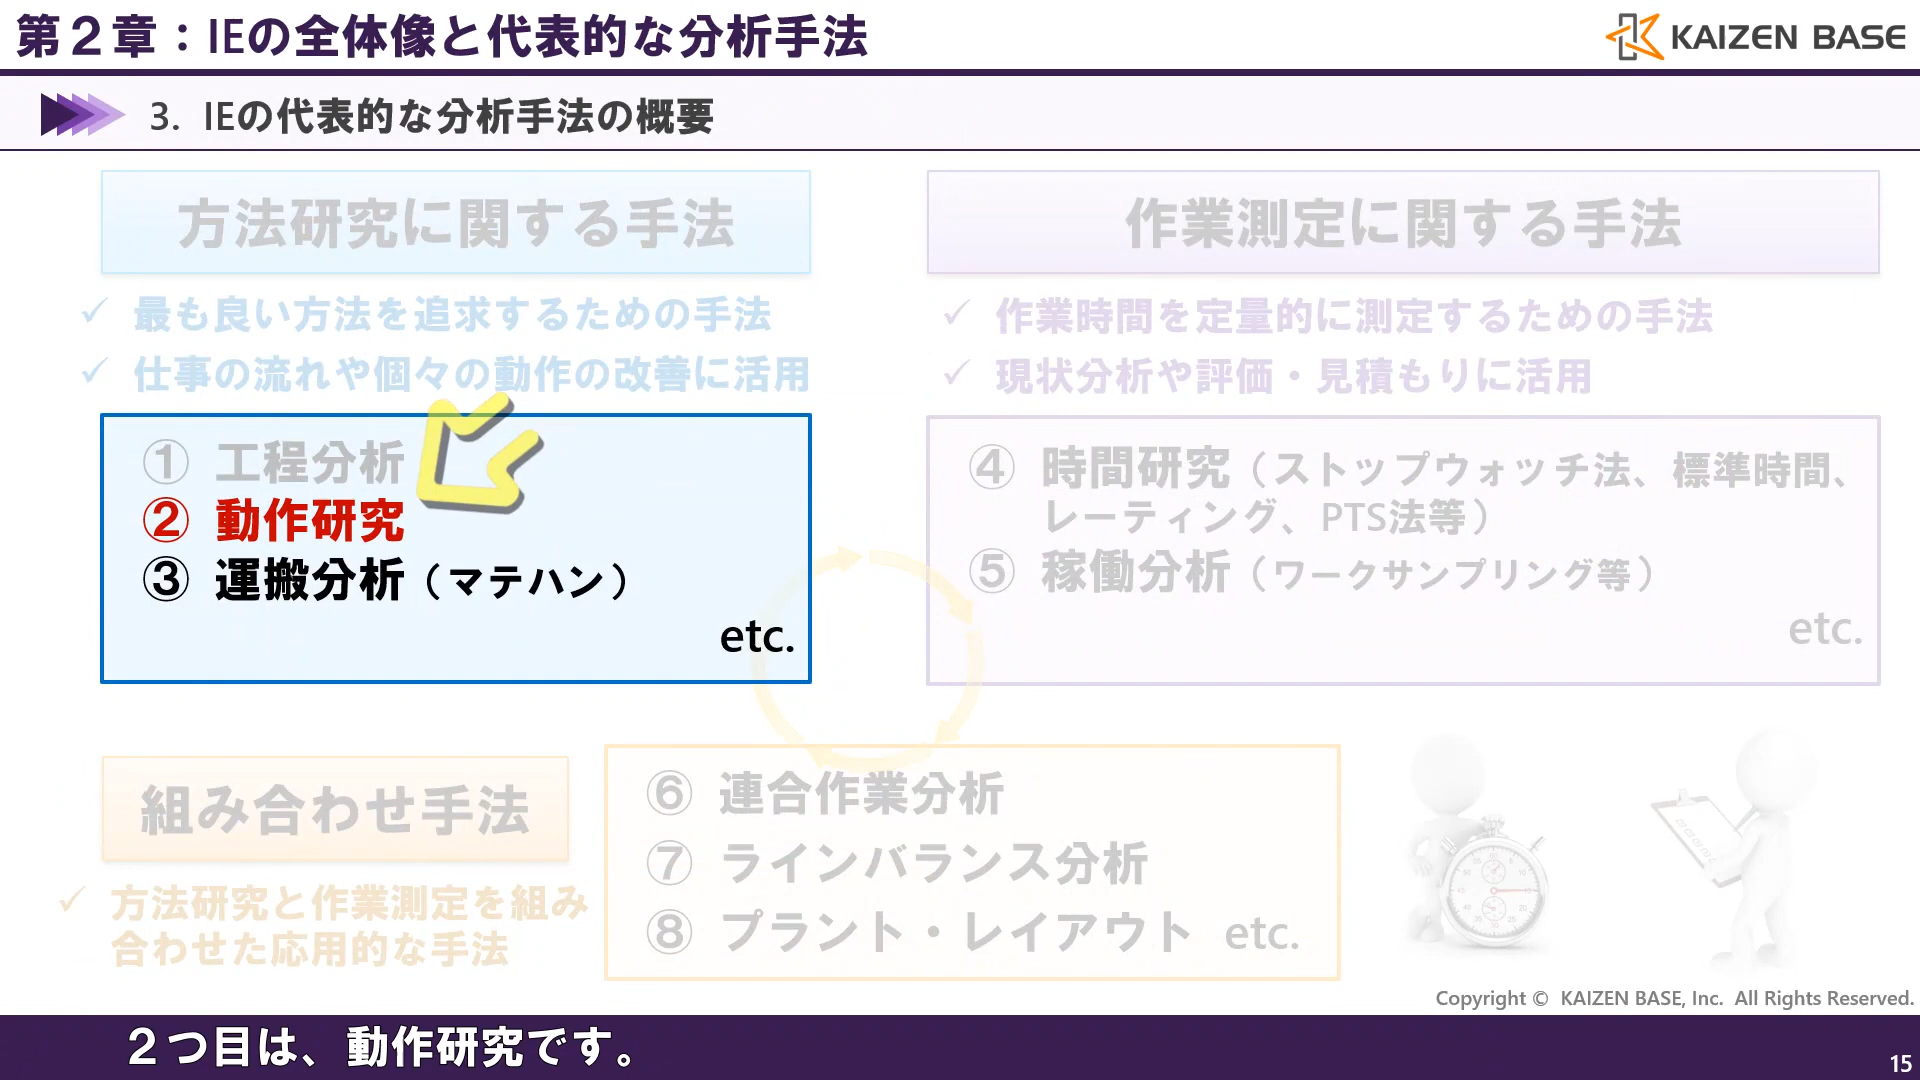 第２章：IEの全体像と代表的な分析手法
KAIZEN BASE
3. IEの代表的な分析手法の概要
方法研究に関する手法
✓ 最も良い方法を追求するための手法
✓ 仕事の流れや個々の動作の改善に活用
① 工程分析
② 動作研究
③ 運搬分析（マテハン）
etc.
作業測定に関する手法
✓ 作業時間を定量的に測定するための手法
✓ 現状分析や評価・見積もりに活用
④ 時間研究（ストップウォッチ法、標準時間、
レーティング、PTS法等）
⑤ 稼働分析（ワークサンプリング等）
etc.
組み合わせ手法
✓ 方法研究と作業測定を組み
合わせた応用的な手法
⑥ 連合作業分析
⑦ ラインバランス分析
⑧ プラント・レイアウト etc.
Copyright © KAIZEN BASE, Inc. All Rights Reserved.
２つ目は、動作研究です。
15